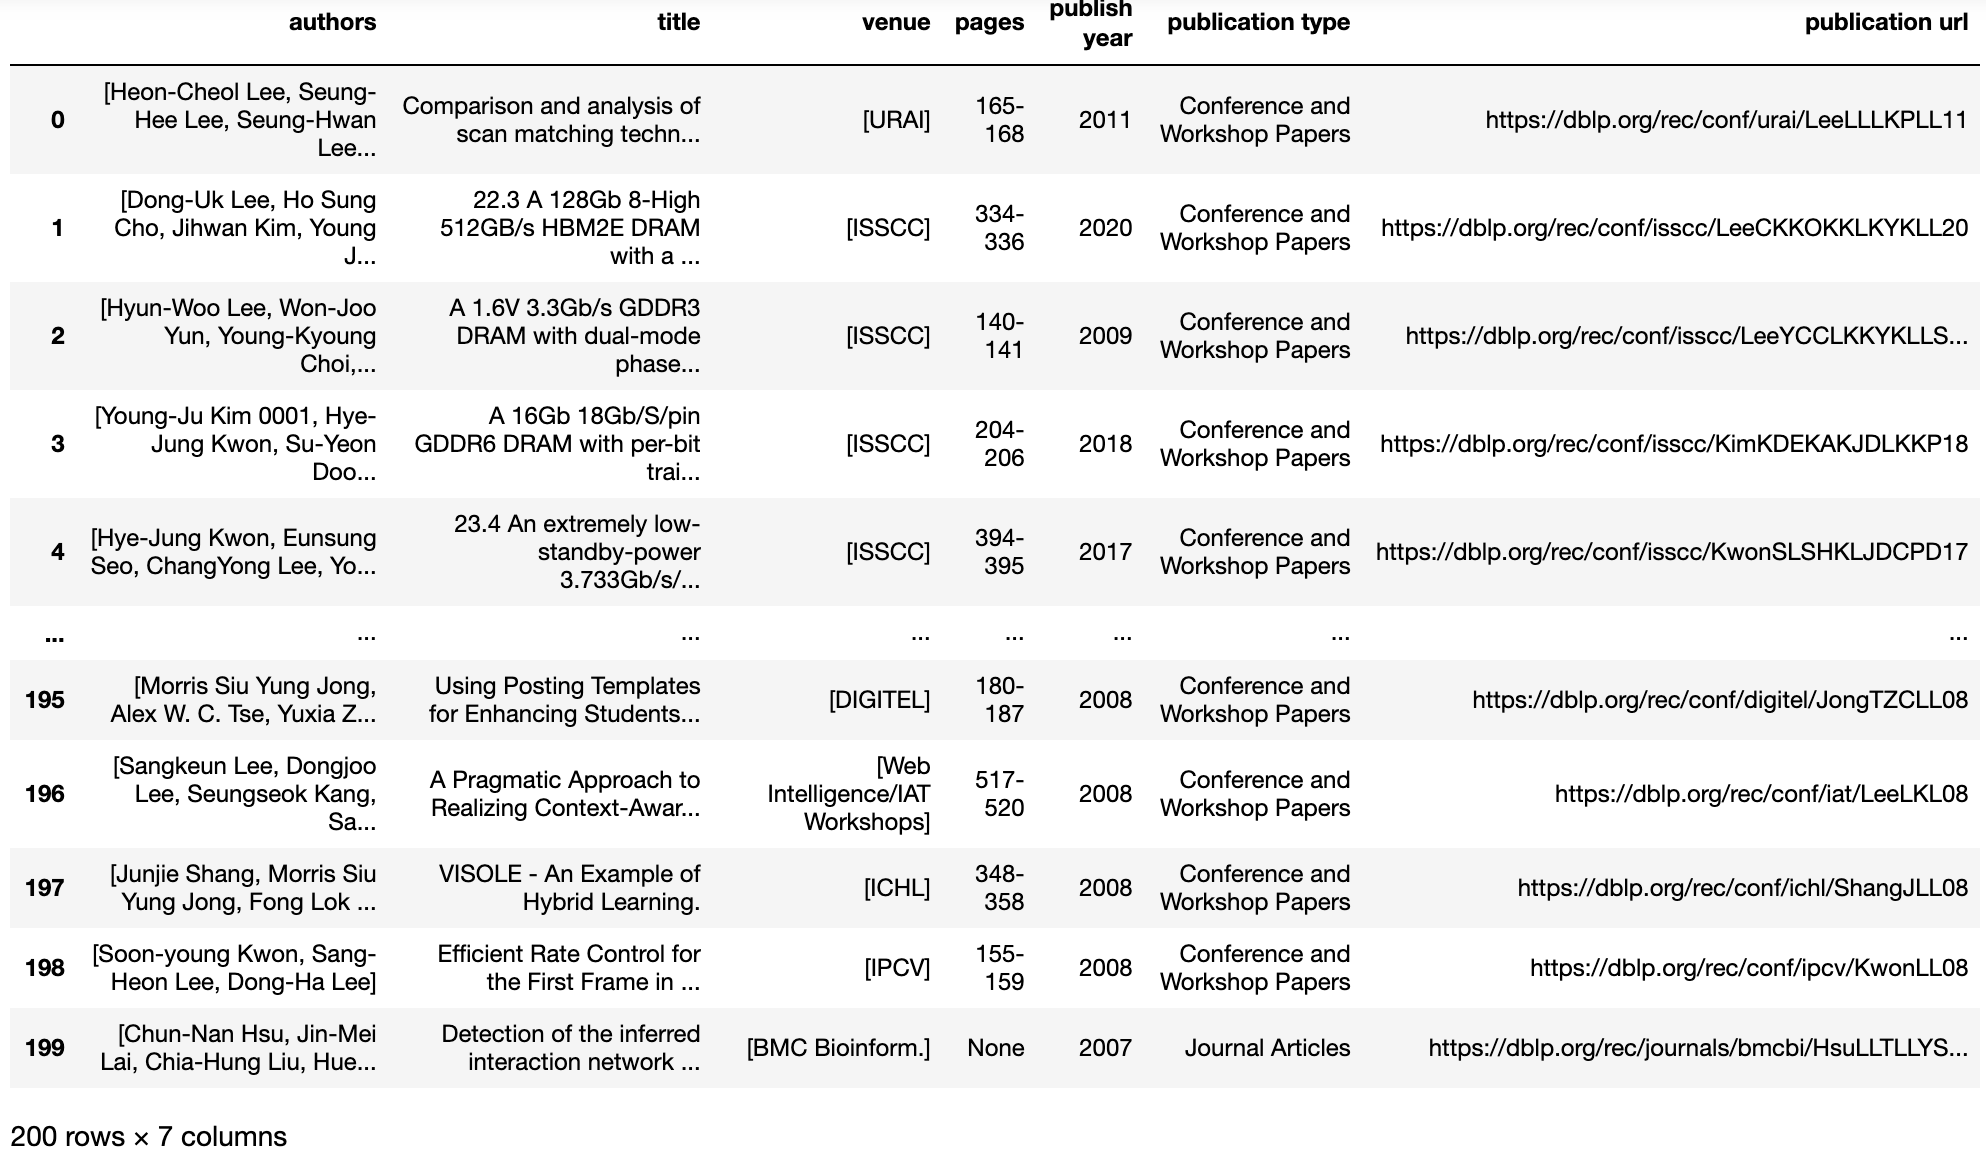 authors title venue pages publish year publication type publication url
0 [Heon-Cheol Lee, Seung-Hee Lee, Seung-Hwan Lee... Comparison and analysis of scan matching techn... [URAI] 165-168 2011 Conference and Workshop Papers https://dblp.org/rec/conf/urai/LeeLLLKPLL11
1 [Dong-Uk Lee, Ho Sung Cho, Jihwan Kim, Young J... 22.3 A 128Gb 8-High 512GB/s HBM2E DRAM with a ... [ISSCC] 334-336 2020 Conference and Workshop Papers https://dblp.org/rec/conf/isscc/LeeCKKOKKLKYKLL20
2 [Hyun-Woo Lee, Won-Joo Yun, Young-Kyoung Choi,... A 1.6V 3.3Gb/s GDDR3 DRAM with dual-mode phase... [ISSCC] 140-141 2009 Conference and Workshop Papers https://dblp.org/rec/conf/isscc/LeeYCCLKKYKLLS...
3 [Young-Ju Kim 0001, Hye-Jung Kwon, Su-Yeon Doo... A 16Gb 18Gb/S/pin GDDR6 DRAM with per-bit trai... [ISSCC] 204-206 2018 Conference and Workshop Papers https://dblp.org/rec/conf/isscc/KimKDEKAKJDLKKP18
4 [Hye-Jung Kwon, Eunsung Seo, ChangYong Lee, Yo... 23.4 An extremely low-standby-power 3.733Gb/s/... [ISSCC] 394-395 2017 Conference and Workshop Papers https://dblp.org/rec/conf/isscc/KwonSLSHKLJDCPD17
... ... ... ... ... ... ... ...
195 [Morris Siu Yung Jong, Alex W. C. Tse, Yuxia Z... Using Posting Templates for Enhancing Students... [DIGITEL] 180-187 2008 Conference and Workshop Papers https://dblp.org/rec/conf/digitel/JongTZCLL08
196 [Sangkeun Lee, Dongjoo Lee, Seungseok Kang, Sa... A Pragmatic Approach to Realizing Context-Awar... [Web Intelligence/IAT Workshops] 517-520 2008 Conference and Workshop Papers https://dblp.org/rec/conf/iat/LeeLKL08
197 [Junjie Shang, Morris Siu Yung Jong, Fong Lok ... VISOLE - An Example of Hybrid Learning. [ICHL] 348-358 2008 Conference and Workshop Papers https://dblp.org/rec/conf/ichl/ShangJLL08
198 [Soon-young Kwon, Sang-Heon Lee, Dong-Ha Lee] Efficient Rate Control for the First Frame in ... [IPCV] 155-159 2008 Conference and Workshop Papers https://dblp.org/rec/conf/ipcv/KwonLL08
199 [Chun-Nan Hsu, Jin-Mei Lai, Chia-Hung Liu, Hue... Detection of the inferred interaction network ... [BMC Bioinform.] None 2007 Journal Articles https://dblp.org/rec/journals/bmcbi/HsuLLTLLYS...
200 rows × 7 columns